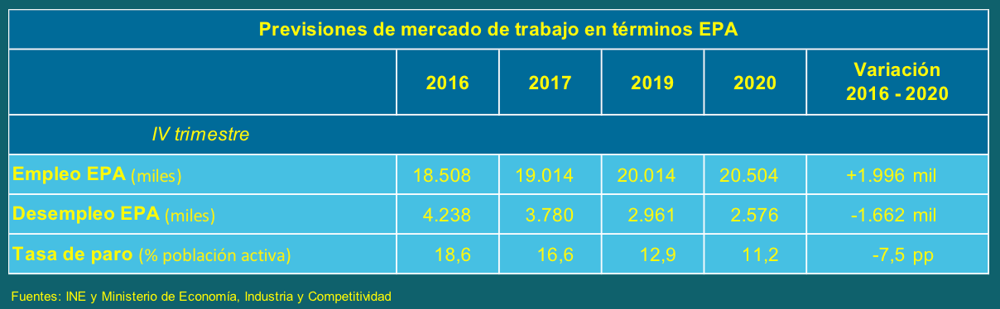 Previsiones de mercado de trabajo en términos EPA
2016 2017 2019 2020 Variación
2016 - 2020
IV trimestre
Empleo EPA (miles) 18.508 19.014 20.014 20.504 +1.996 mil
Desempleo EPA (miles) 4.238 3.780 2.961 2.576 -1.662 mil
Tasa de paro (% población activa) 18,6 16,6 12,9 11,2 -7,5 pp
Fuentes: INE y Ministerio de Economía, Industria y Competitividad